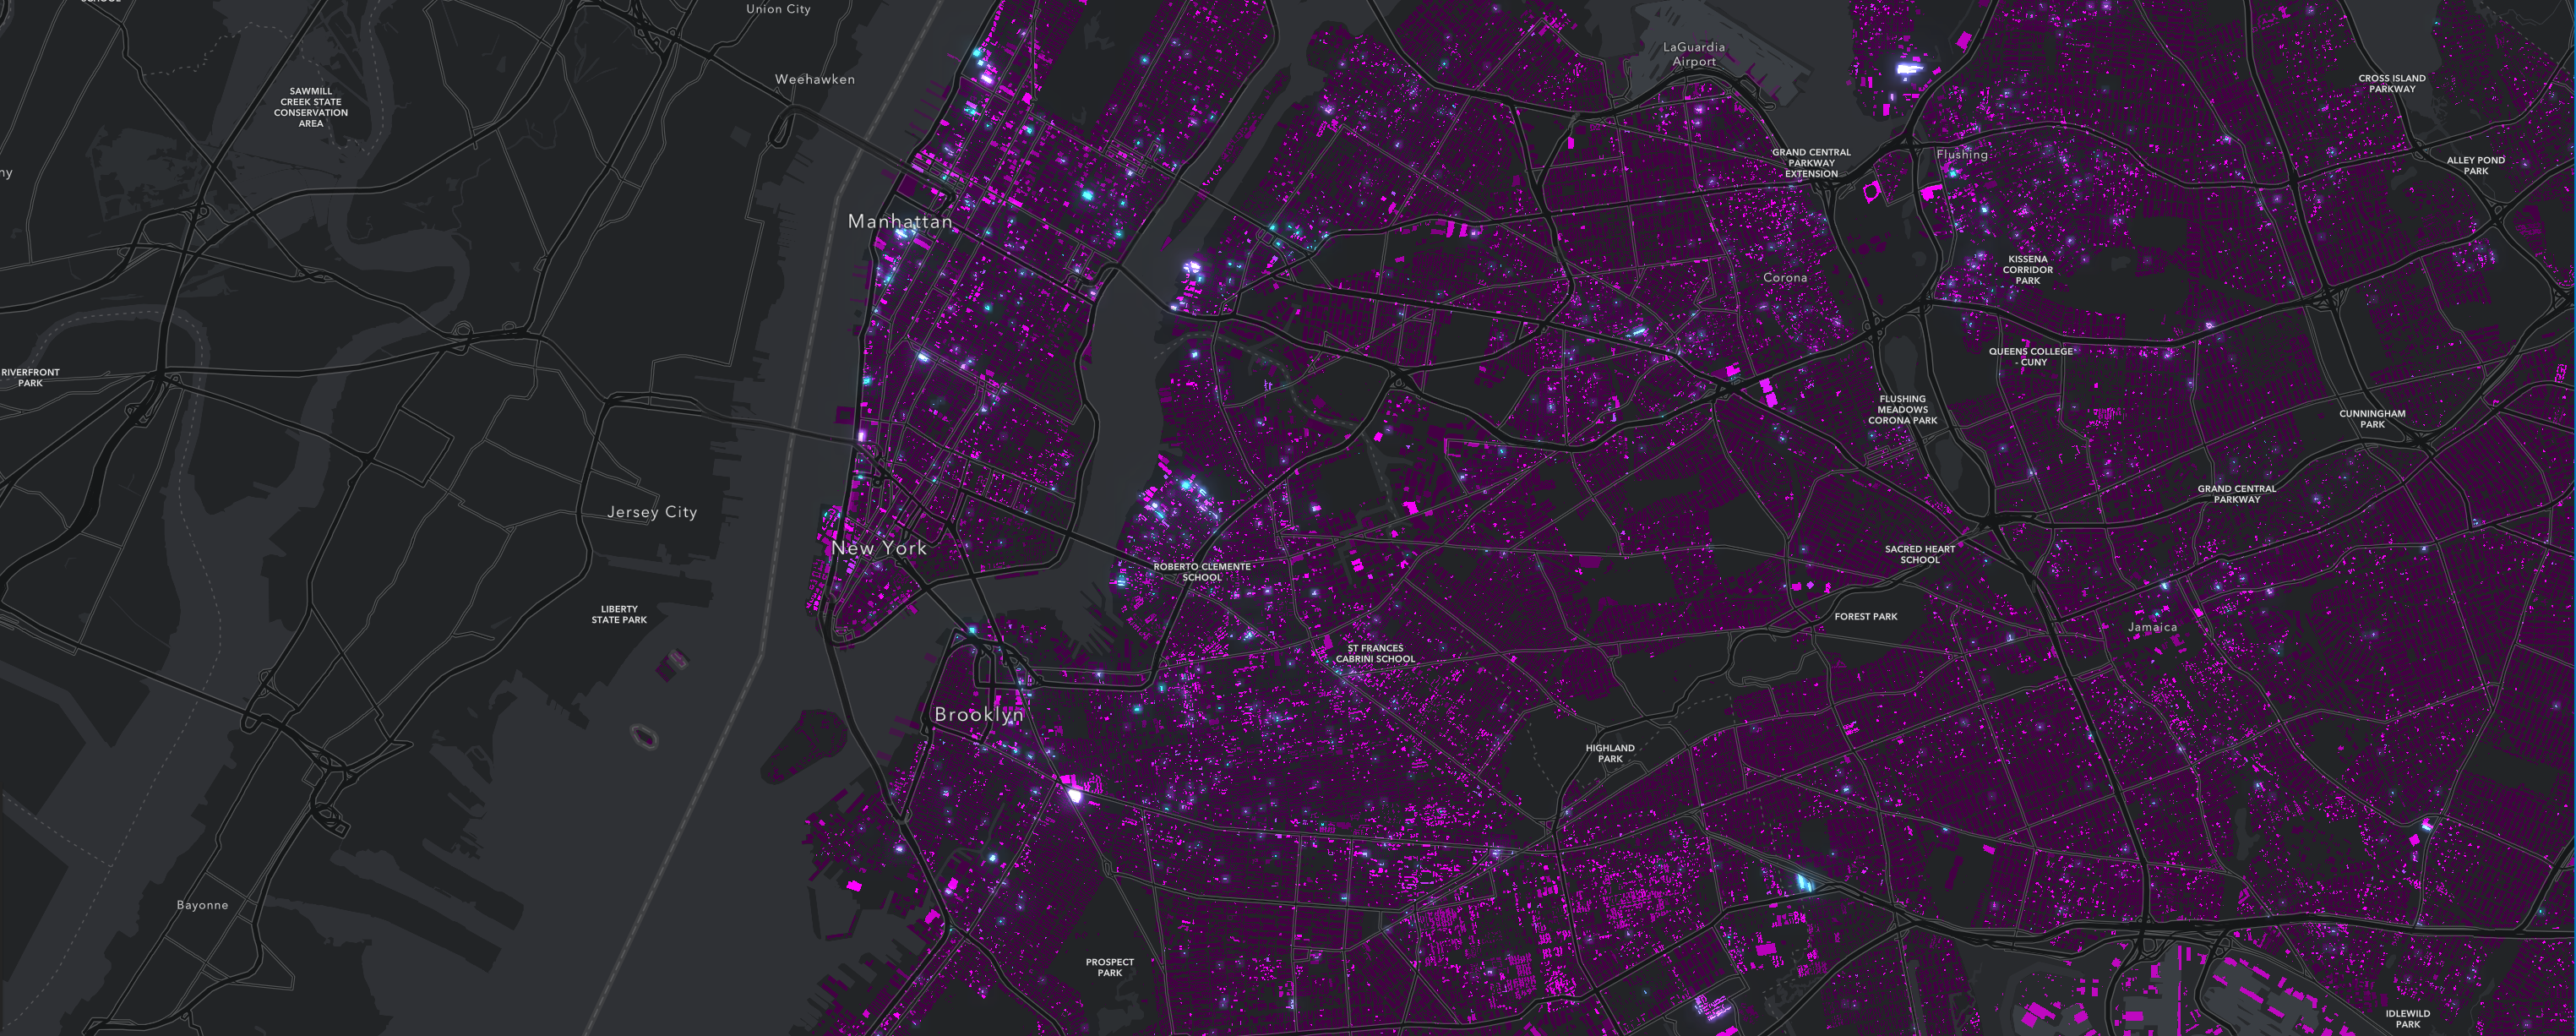 SCHOOL
Union City
Weehawken
LaGuardia
Airport
SAWMILL
CREEK STATE
CONSERVATION
AREA
CROSS ISLAND
PARKWAY
GRAND CENTRAL
PARKWAY
EXTENSION
Flushing
ALLEY POND
PARK
ny
Manhattan
Corona
KISSENA
CORRIDOR
PARK
QUEENS COLLEGE
- CUNY
RIVERFRONT
PARK
FLUSHING
MEADOWS
CORONA PARK
CUNNINGHAM
PARK
GRAND CENTRAL
PARKWAY
Jersey City
New York
SACRED HEART
SCHOOL
ROBERTO CLEMENTE
SCHOOL
LIBERTY
STATE PARK
FOREST PARK
Jamaica
ST FRANCES
CABRINI SCHOOL
Brooklyn
HIGHLAND
PARK
Bayonne
PROSPECT
PARK
IDLEWILD
PARK